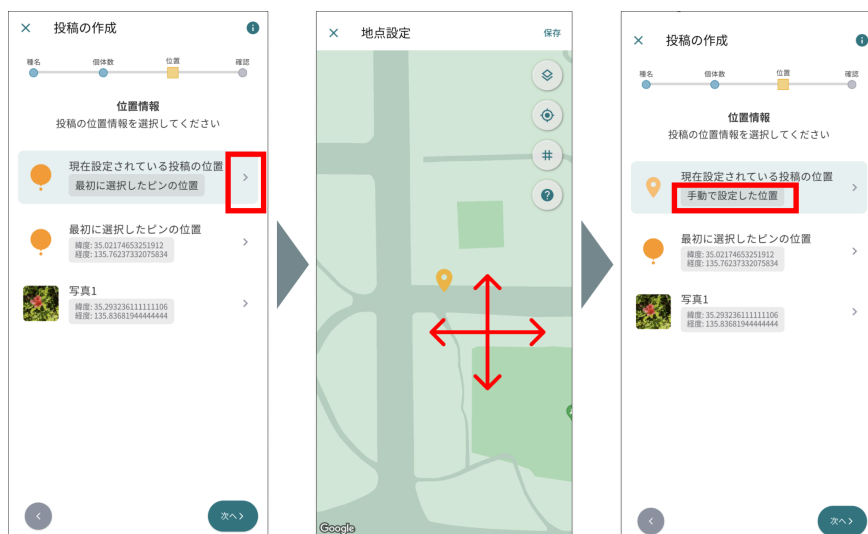 投稿の作成
種名
個体数
位置
確認
位置情報
投稿の位置情報を選択してください
現在設定されている投稿の位置
最初に選択したピンの位置
最初に選択したピンの位置
緯度: 35.02174653251912
経度: 135.76237332075834
写真1
緯度: 35.293236111111106
経度: 135.83681944444444
次へ
地点設定
保存
Google
投稿の作成
種名
個体数
位置
確認
位置情報
投稿の位置情報を選択してください
現在設定されている投稿の位置
手動で設定した位置
最初に選択したピンの位置
緯度: 35.02174653251912
経度: 135.76237332075834
写真1
緯度: 35.293236111111106
経度: 135.83681944444444
次へ